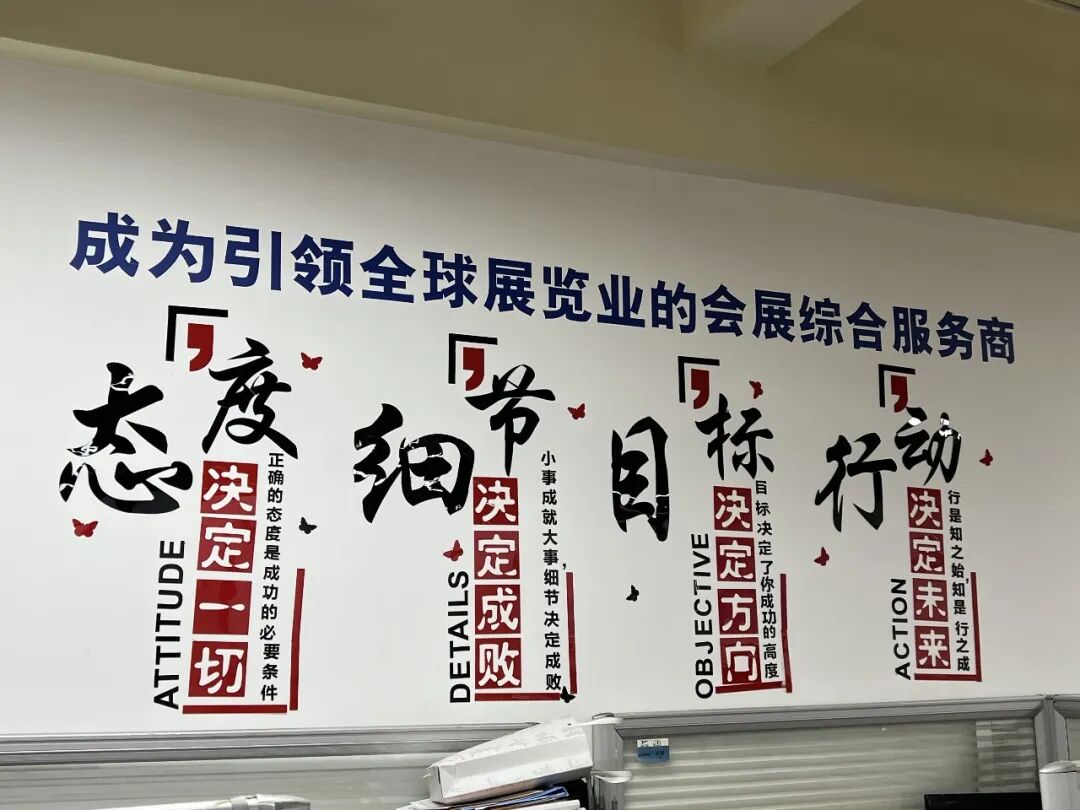 成为引领全球展览业的会展综合服务商
态度
决定一切
ATTITUDE
正确的态度是成功的必要条件
细节
决定成败
DETAILS
小事成就大事,细节决定成败
目标
决定方向
OBJECTIVE
目标决定了你成功的高度
行动
决定未来
ACTION
行是知之始,知是行之成